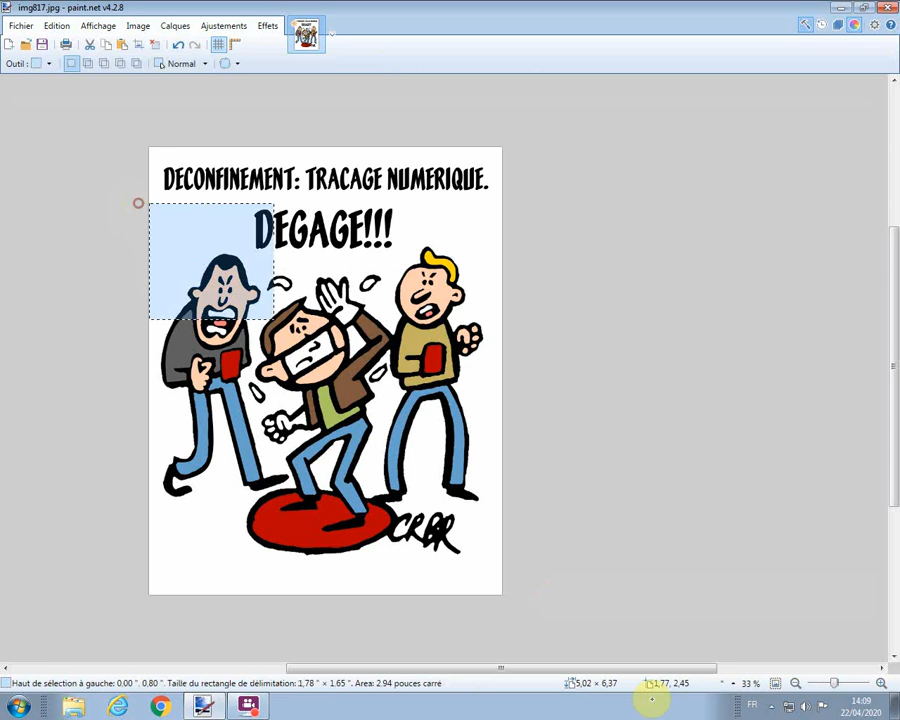 img817.jpg - paint.net v4.2.8
Fichier Edition Affichage Image Calques Ajustements Effets
Outil : Normal
DECONFINEMENT: TRACAGE NUMERIQUE.
DEGAGE!!!
CRBR
Haut de sélection à gauche: 0,00 ", 0,80 ". Taille du rectangle de délimitation: 1,78 " × 1,65 ". Area: 2,94 pouces carré 5,02 × 6,37 1,77, 2,45 " 33 %
FR 14:09
22/04/2020